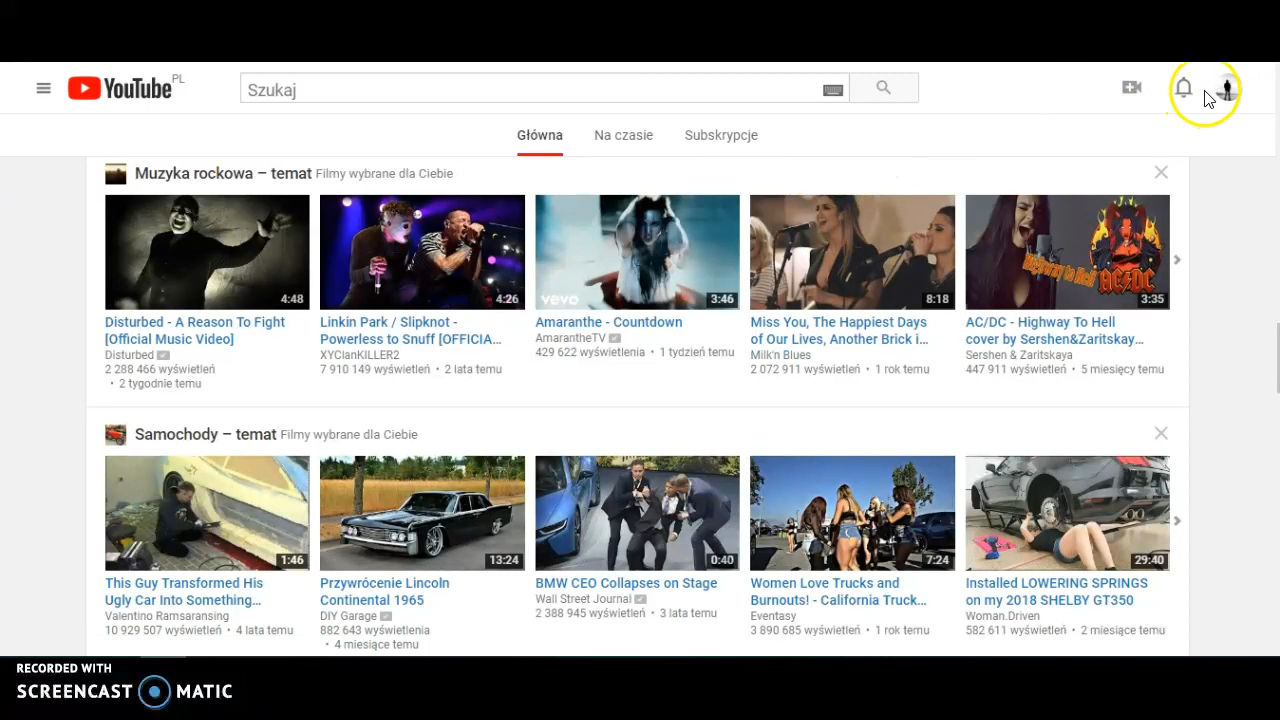 YouTube PL
Szukaj
Główna Na czasie Subskrypcje
Muzyka rockowa – temat Filmy wybrane dla Ciebie
4:48 4:26 vevo 3:46 8:18 Highway to Hell AC/DC 3:35
Disturbed - A Reason To Fight
[Official Music Video]
Disturbed
2 288 466 wyświetleń
• 2 tygodnie temu
Linkin Park / Slipknot -
Powerless to Snuff [OFFICIA...
XYClanKILLER2
7 910 149 wyświetleń • 2 lata temu
Amaranthe - Countdown
AmarantheTV
429 622 wyświetlenia • 1 tydzień temu
Miss You, The Happiest Days
of Our Lives, Another Brick i...
Milk'n Blues
2 072 911 wyświetleń • 1 rok temu
AC/DC - Highway To Hell
cover by Sershen&Zaritskay...
Sershen & Zaritskaya
447 911 wyświetleń • 5 miesięcy temu
Samochody – temat Filmy wybrane dla Ciebie
1:46 13:24 0:40 7:24 29:40
This Guy Transformed His
Ugly Car Into Something...
Valentino Ramsaransing
10 929 507 wyświetleń • 4 lata temu
Przywrócenie Lincoln
Continental 1965
DIY Garage
882 643 wyświetlenia
• 4 miesiące temu
BMW CEO Collapses on Stage
Wall Street Journal
2 388 945 wyświetleń • 3 lata temu
Women Love Trucks and
Burnouts! - California Truck...
Eventasy
3 890 685 wyświetleń • 1 rok temu
Installed LOWERING SPRINGS
on my 2018 SHELBY GT350
Woman.Driven
582 611 wyświetleń • 2 miesiące temu
RECORDED WITH
SCREENCAST MATIC